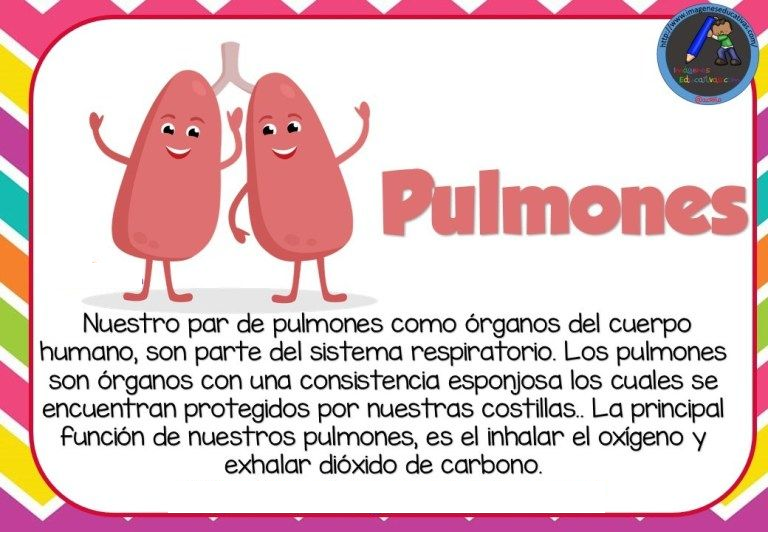 http://www.imageneseducativas.com/
Imágenes
Educativas.com
Pulmones
Nuestro par de pulmones como órganos del cuerpo
humano, son parte del sistema respiratorio. Los pulmones
son órganos con una consistencia esponjosa los cuales se
encuentran protegidos por nuestras costillas.. La principal
función de nuestros pulmones, es el inhalar el oxígeno y
exhalar dióxido de carbono.